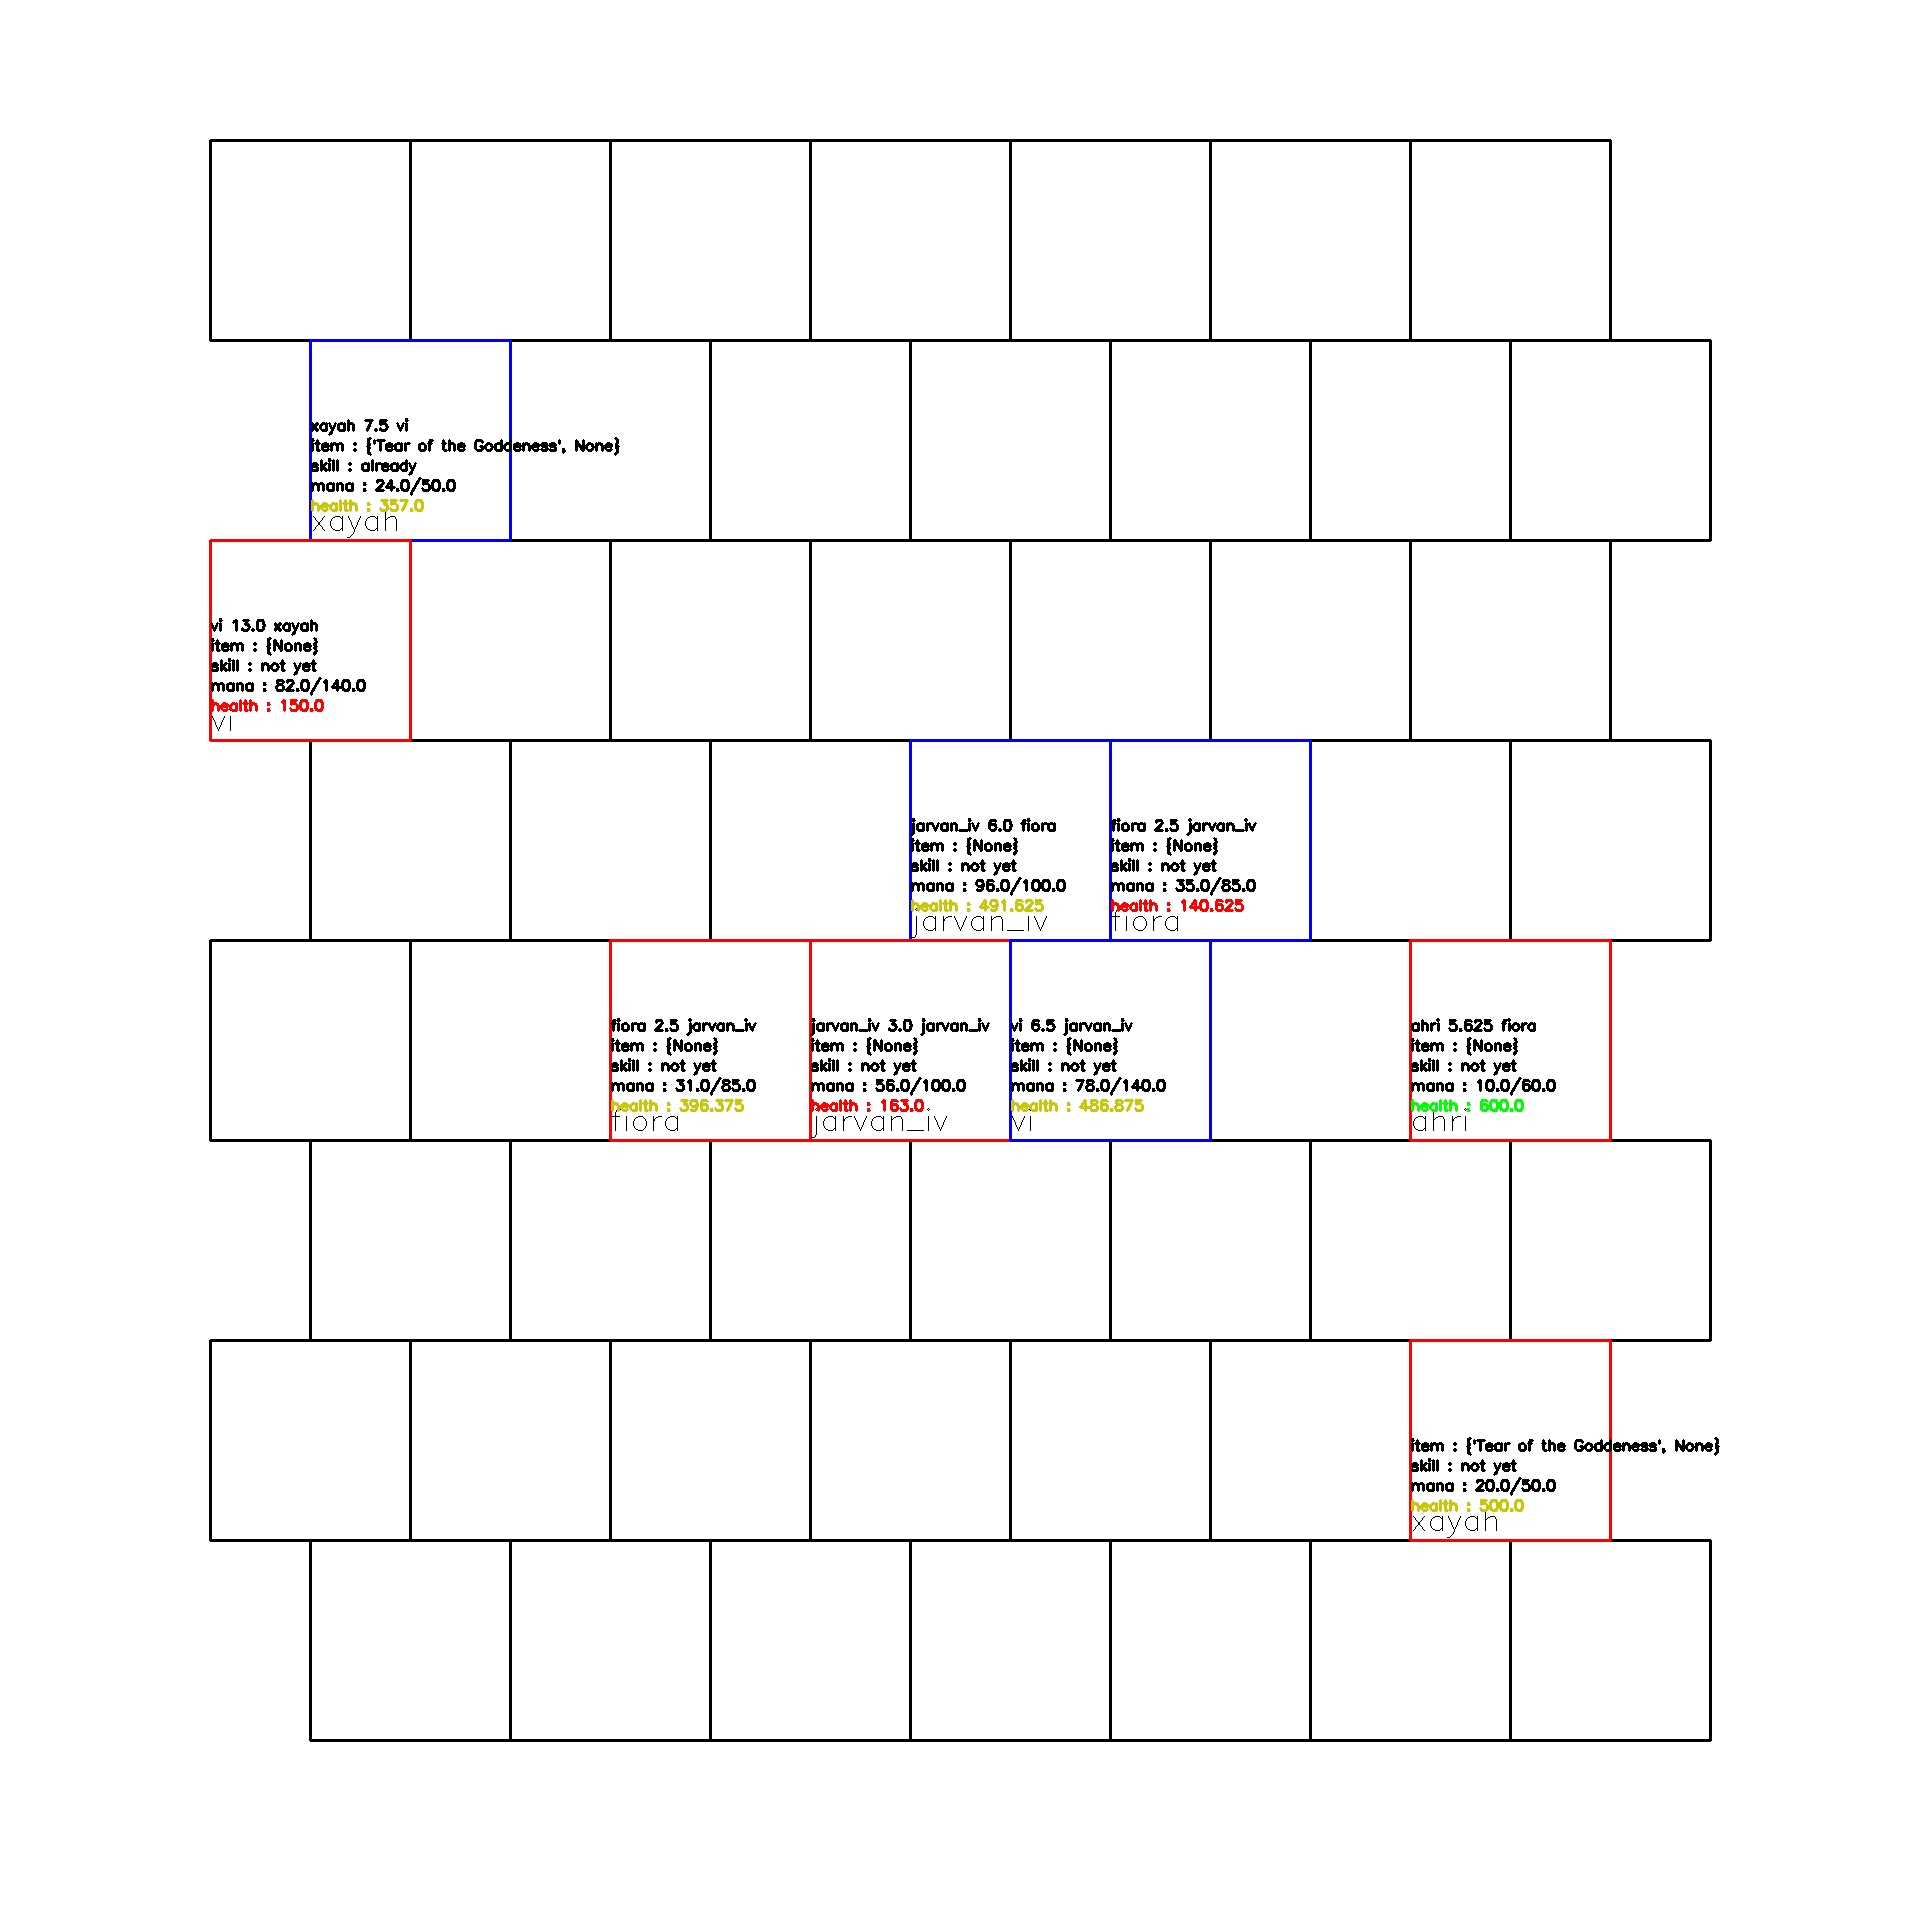 xayah 7.5 vi
item : {'Tear of the Goddeness', None}
skill : already
mana : 24.0/50.0
health : 357.0
xayah
vi 13.0 xayah
item : {None}
skill : not yet
mana : 82.0/140.0
health : 150.0
vi
jarvan_iv 6.0 fiora
item : {None}
skill : not yet
mana : 96.0/100.0
health : 491.625
jarvan_iv
fiora 2.5 jarvan_iv
item : {None}
skill : not yet
mana : 35.0/85.0
health : 140.625
fiora
fiora 2.5 jarvan_iv
item : {None}
skill : not yet
mana : 31.0/85.0
health : 396.375
fiora
jarvan_iv 3.0 jarvan_iv
item : {None}
skill : not yet
mana : 56.0/100.0
health : 163.0
jarvan_iv
vi 6.5 jarvan_iv
item : {None}
skill : not yet
mana : 78.0/140.0
health : 486.875
vi
ahri 5.625 fiora
item : {None}
skill : not yet
mana : 10.0/60.0
health : 600.0
ahri
item : {'Tear of the Goddeness', None}
skill : not yet
mana : 20.0/50.0
health : 500.0
xayah